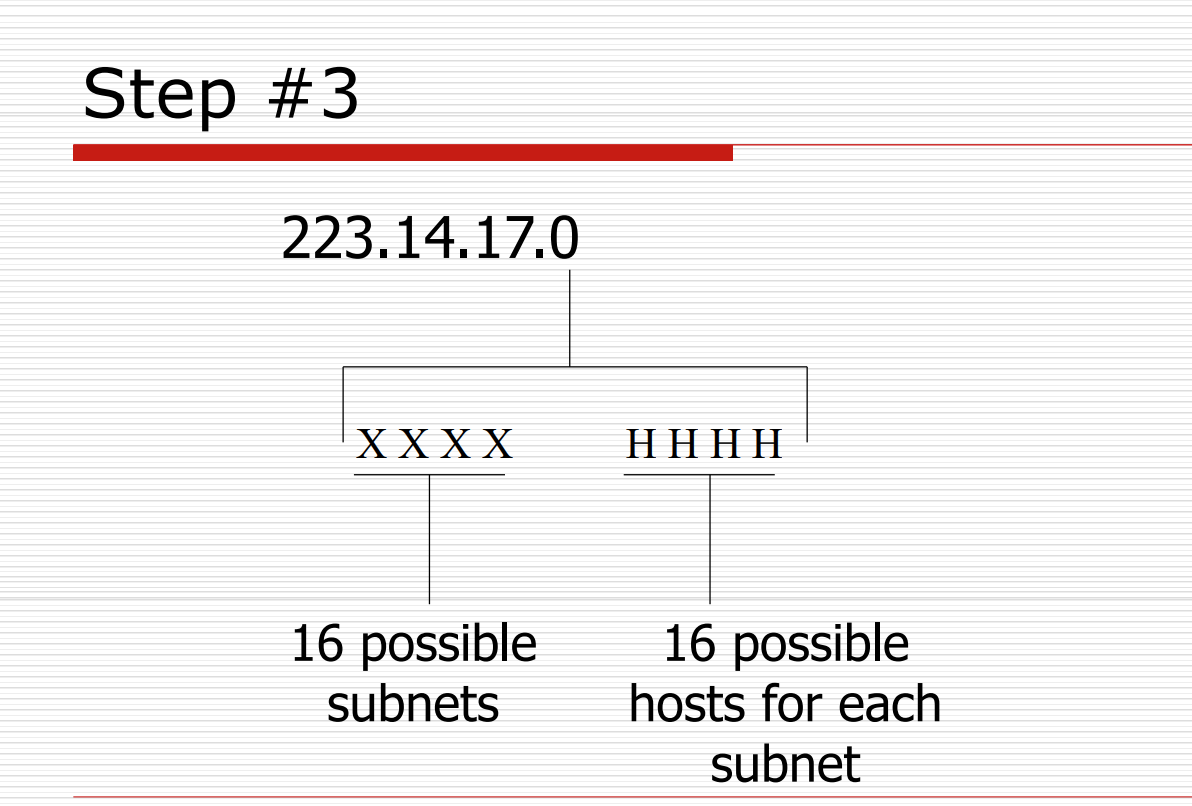 Step #3
223.14.17.0
X X X X H H H H
16 possible
subnets
16 possible
hosts for each
subnet